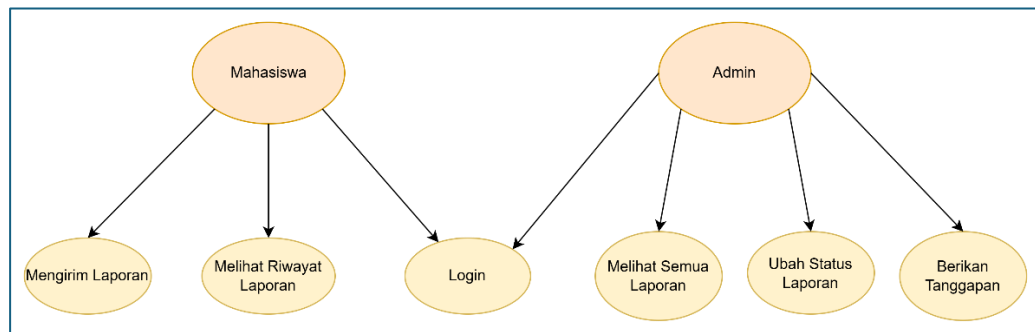 Mahasiswa
Admin
Mengirim Laporan
Melihat Riwayat
Laporan
Login
Melihat Semua
Laporan
Ubah Status
Laporan
Berikan
Tanggapan